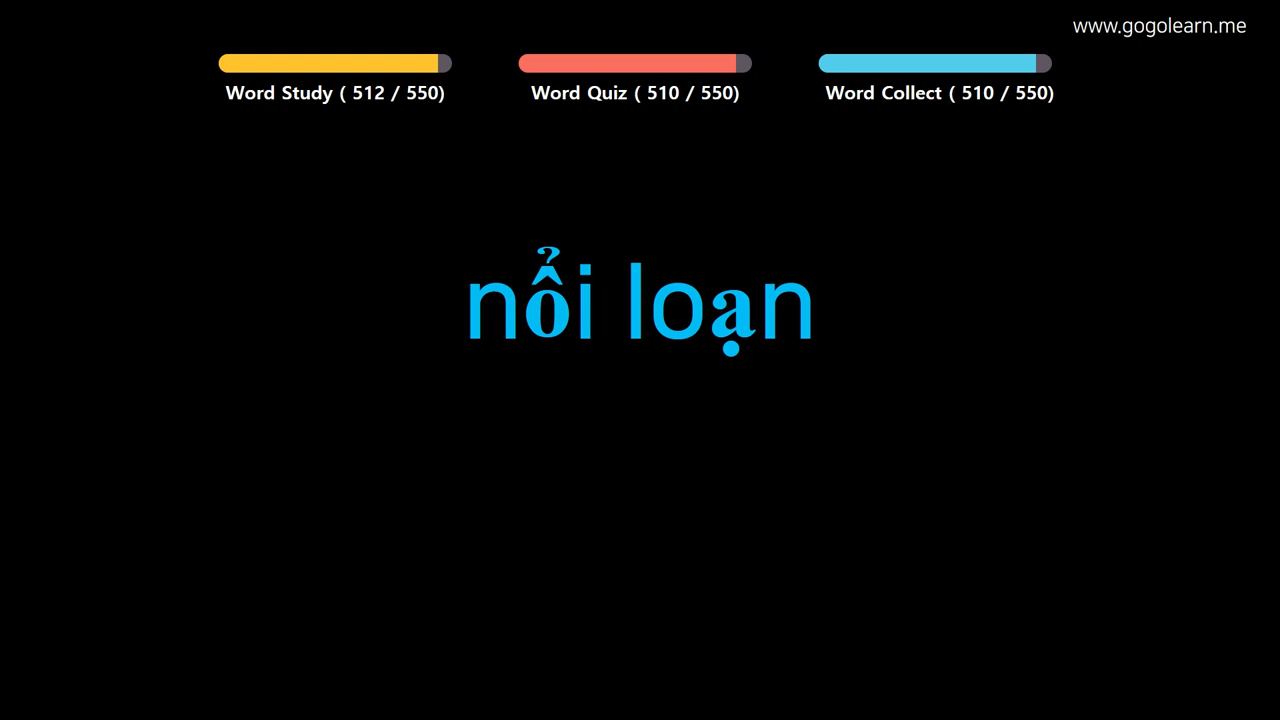 www.gogolearn.me
Word Study ( 512 / 550)
Word Quiz ( 510 / 550)
Word Collect ( 510 / 550)
nổi loạn